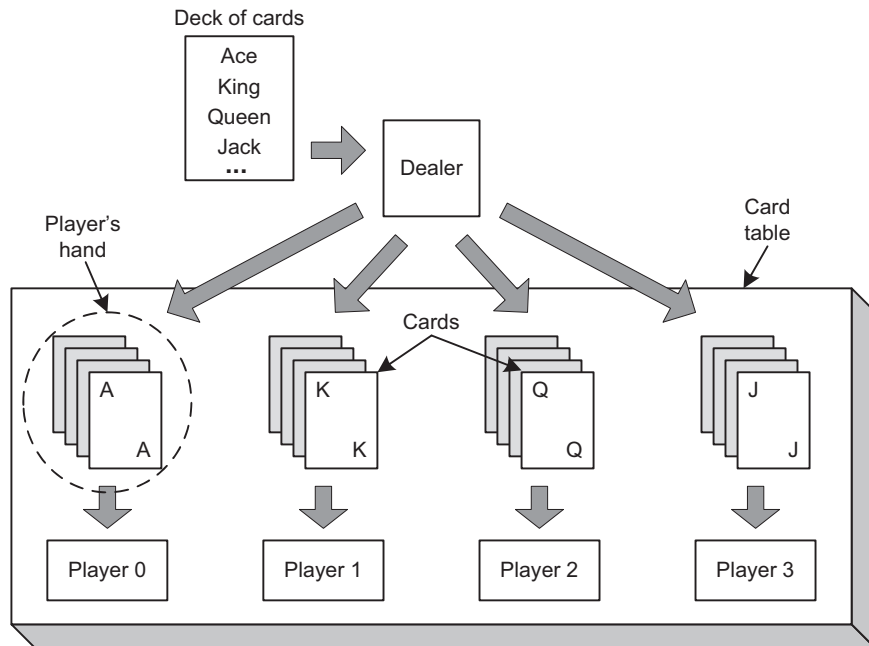 Deck of cards
Ace
King
Queen
Jack
...
Dealer
Player’s
hand
Card
table
Cards
A
A
K
K
Q
Q
J
J
Player 0
Player 1
Player 2
Player 3